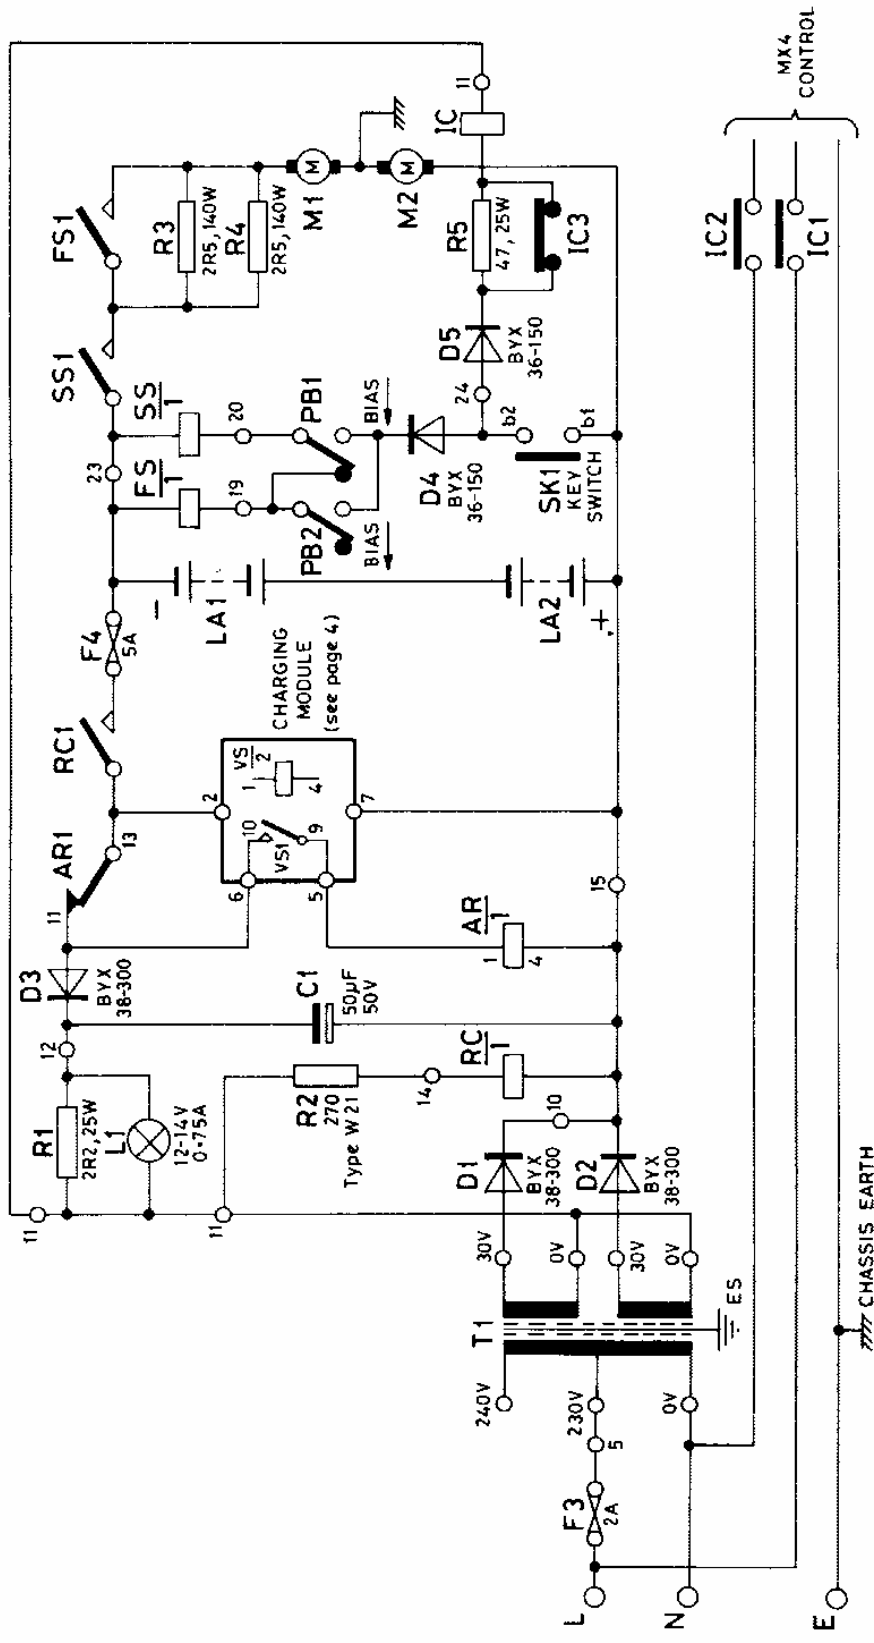 11
R1
2R2, 25W
L1
12-14V
0·75A
12
D3
BYX
38-300
11
AR1
13
RC1
F4
5A
23
SS1
FS1
11
R2
270
Type W21
14
RC
1
C1
50µF
50V
AR
1
1
4
15
6
5
10
VS1
9
VS
2
1
4
2
7
CHARGING
MODULE
(see page 4)
−
LA1
LA2
+
FS
1
SS
1
19
20
PB2
PB1
BIAS
BIAS
D4
BYX
36-150
24
D5
BYX
36-150
b2
b1
SK1
KEY
SWITCH
R3
2R5, 140W
R4
2R5, 140W
M1
M
M2
M
R5
47, 25W
IC3
IC
11
T1
240V
230V
0V
5
F3
2A
30V
0V
30V
0V
D1
BYX
38-300
D2
BYX
38-300
10
ES
L
N
E
IC2
IC1
MX4
CONTROL
CHASSIS EARTH